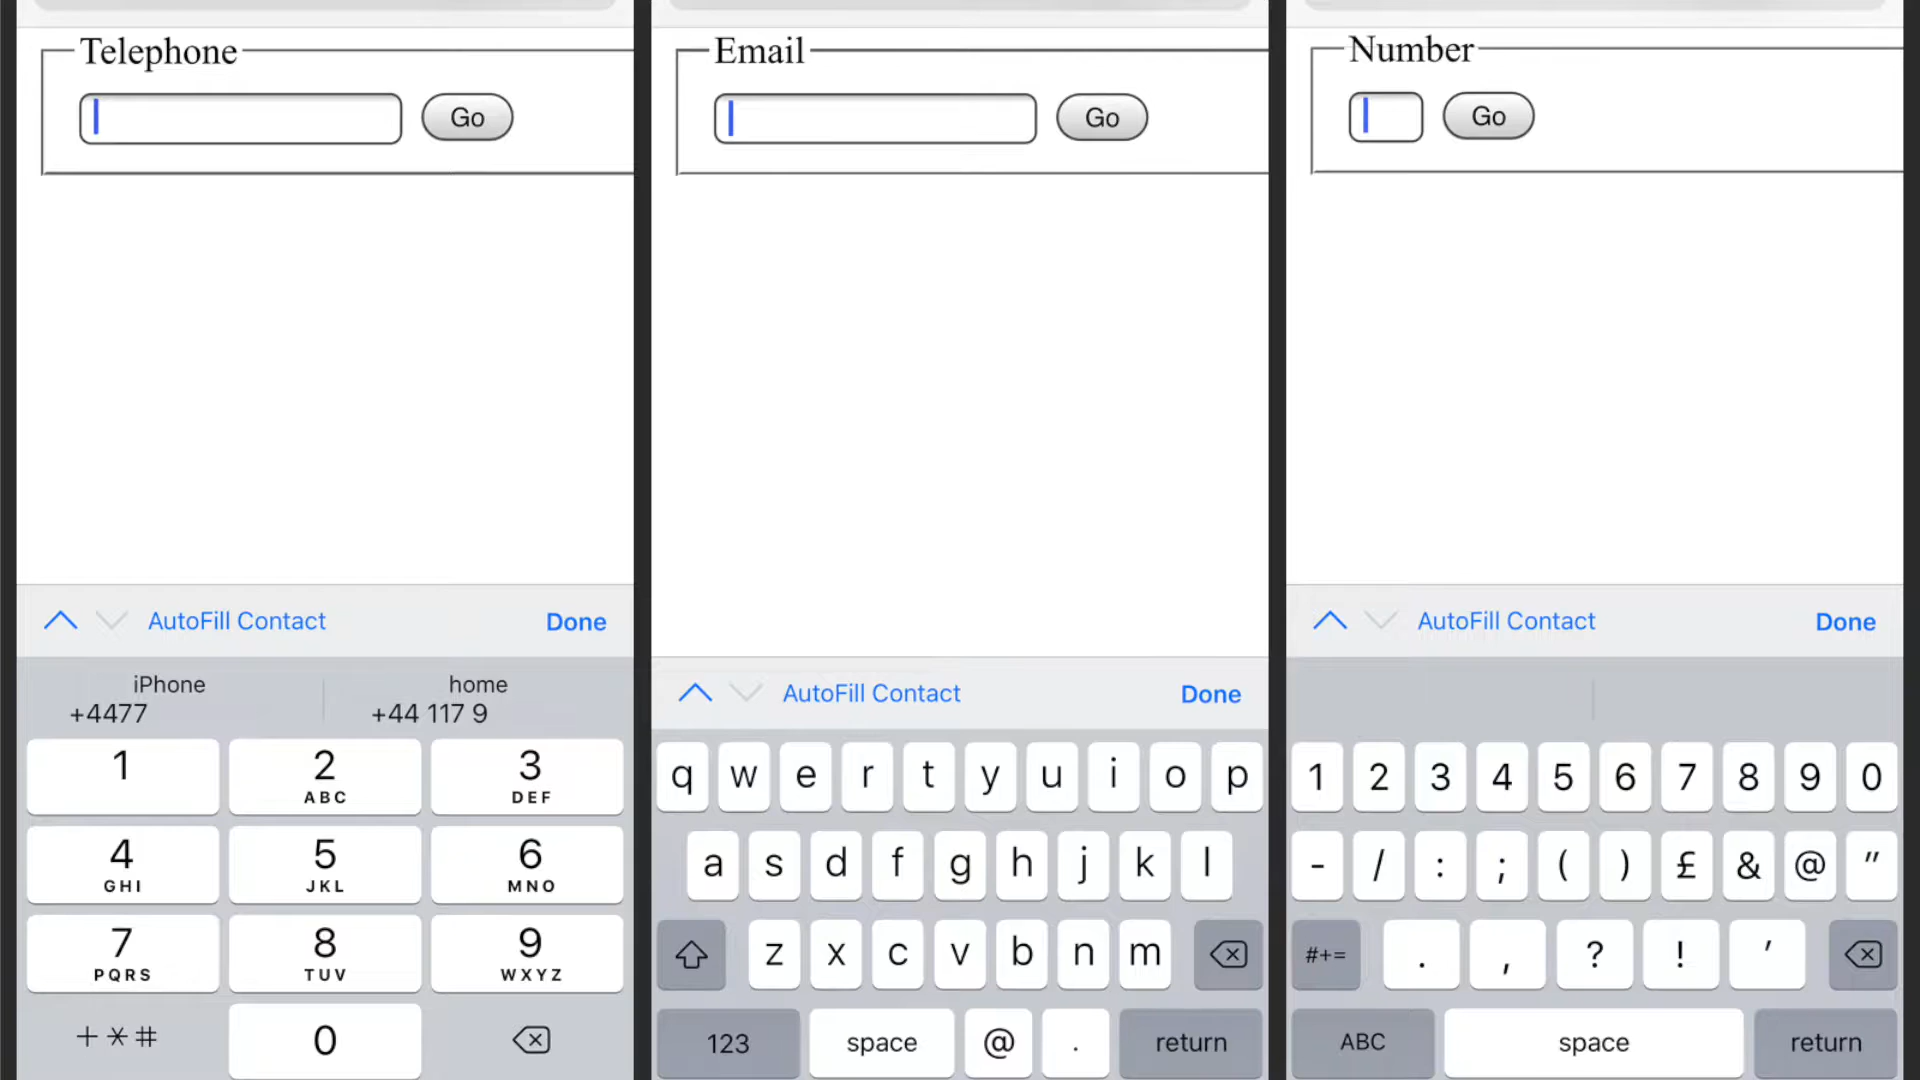 Telephone
Go
AutoFill Contact Done
iPhone home
+4477 +44 117 9
1 2 3
ABC DEF
4 5 6
GHI JKL MNO
7 8 9
PQRS TUV WXYZ
+*# 0
Email
Go
AutoFill Contact Done
q w e r t y u i o p
a s d f g h j k l
z x c v b n m
123 space @ . return
Number
Go
AutoFill Contact Done
1 2 3 4 5 6 7 8 9 0
- / : ; ( ) £ & @ "
#+= . , ? ! '
ABC space return